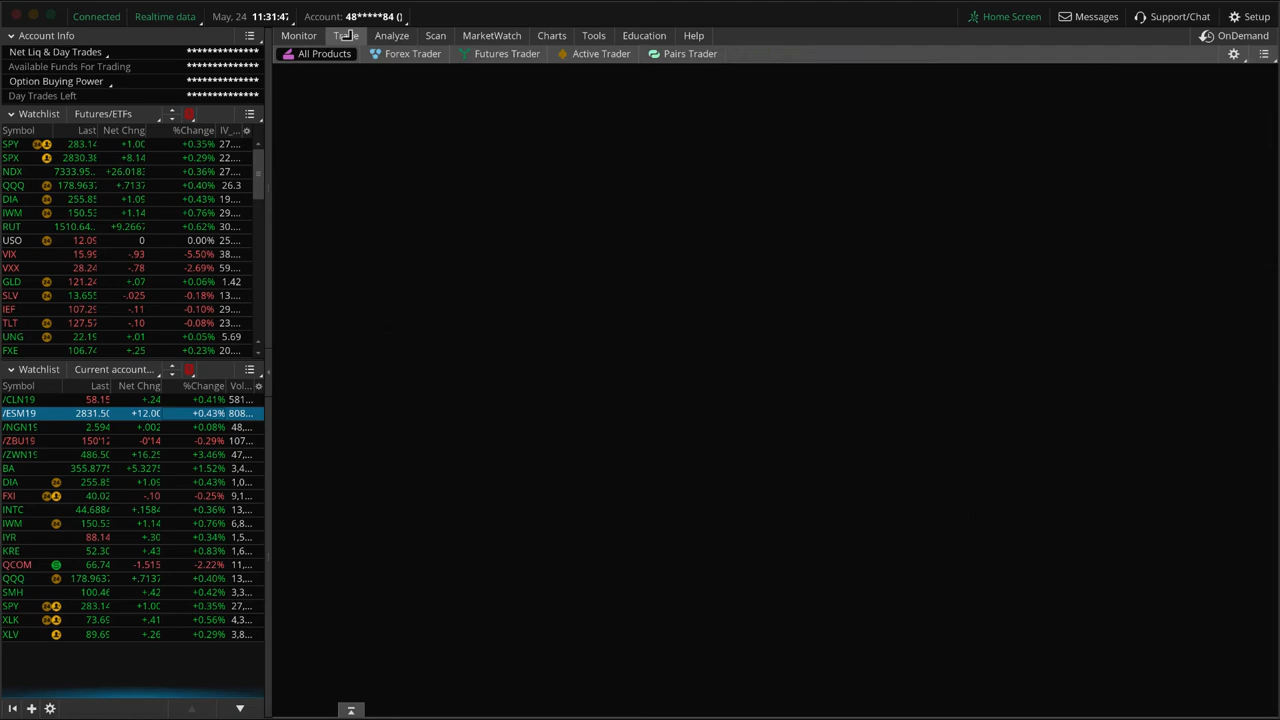 Connected Realtime data May, 24 11:31:47 Account: 48*****84 () Home Screen Messages Support/Chat Setup
Account Info Monitor Trade Analyze Scan MarketWatch Charts Tools Education Help OnDemand
Net Liq & Day Trades ************** All Products Forex Trader Futures Trader Active Trader Pairs Trader
Available Funds For Trading **************
Option Buying Power **************
Day Trades Left **************
Watchlist Futures/ETFs
Symbol Last Net Chng %Change IV_...
SPY 283.14 +1.00 +0.35% 27....
SPX 2830.38 +8.14 +0.29% 22....
NDX 7333.95.. +26.0183 +0.36% 27....
QQQ 178.9637 +.7137 +0.40% 26.3
DIA 255.85 +1.09 +0.43% 19....
IWM 150.53 +1.14 +0.76% 29....
RUT 1510.64.. +9.2667 +0.62% 30....
USO 12.09 0 0.00% 25....
VIX 15.99 -.93 -5.50% 38....
VXX 28.24 -.78 -2.69% 59....
GLD 121.24 +.07 +0.06% 1.42
SLV 13.655 -.025 -0.18% 13....
IEF 107.29 -.11 -0.10% 29....
TLT 127.57 -.10 -0.08% 23....
UNG 22.19 +.01 +0.05% 5.69
FXE 106.74 +.25 +0.23% 20....
Watchlist Current account...
Symbol Last Net Chng %Change Vol...
/CLN19 58.15 +.24 +0.41% 581...
/ESM19 2831.50 +12.00 +0.43% 808...
/NGN19 2.594 +.002 +0.08% 48,...
/ZBU19 150'12 -0'14 -0.29% 107...
/ZWN19 486.50 +16.25 +3.46% 47,...
BA 355.8775 +5.3275 +1.52% 3,4...
DIA 255.85 +1.09 +0.43% 1,0...
FXI 40.02 -.10 -0.25% 9,1...
INTC 44.6884 +.1584 +0.36% 13,...
IWM 150.53 +1.14 +0.76% 6,8...
IYR 88.14 +.30 +0.34% 1,5...
KRE 52.30 +.43 +0.83% 1,6...
QCOM 66.74 -1.515 -2.22% 11,...
QQQ 178.9637 +.7137 +0.40% 13,...
SMH 100.46 +.42 +0.42% 3,3...
SPY 283.14 +1.00 +0.35% 27,...
XLK 73.69 +.41 +0.56% 3,6...
XLV 89.69 +.26 +0.29% 3,8...